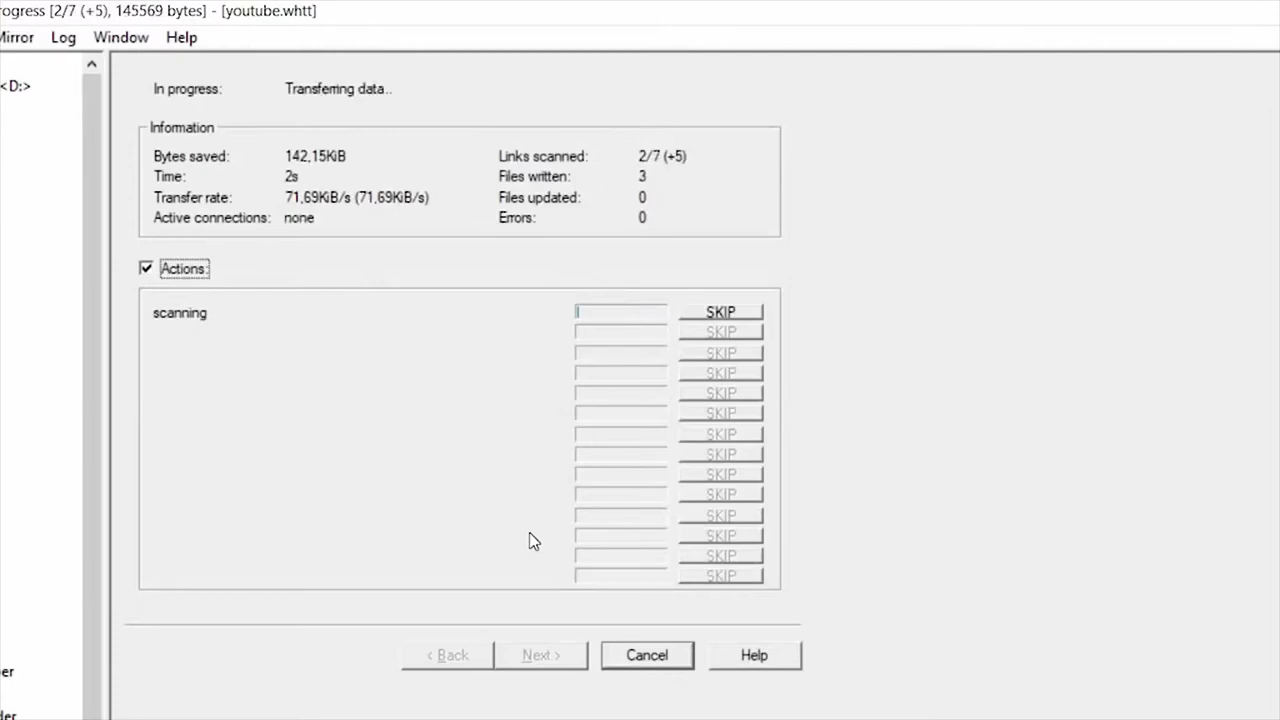 rogress [2/7 (+5), 145569 bytes] - [youtube.whtt]
Mirror Log Window Help
<D:>
In progress: Transferring data..
Information
Bytes saved: 142,15KiB Links scanned: 2/7 (+5)
Time: 2s Files written: 3
Transfer rate: 71,69KiB/s (71,69KiB/s) Files updated: 0
Active connections: none Errors: 0
Actions:
scanning SKIP
SKIP
SKIP
SKIP
SKIP
SKIP
SKIP
SKIP
SKIP
SKIP
SKIP
SKIP
SKIP
SKIP
< Back Next > Cancel Help
er
der